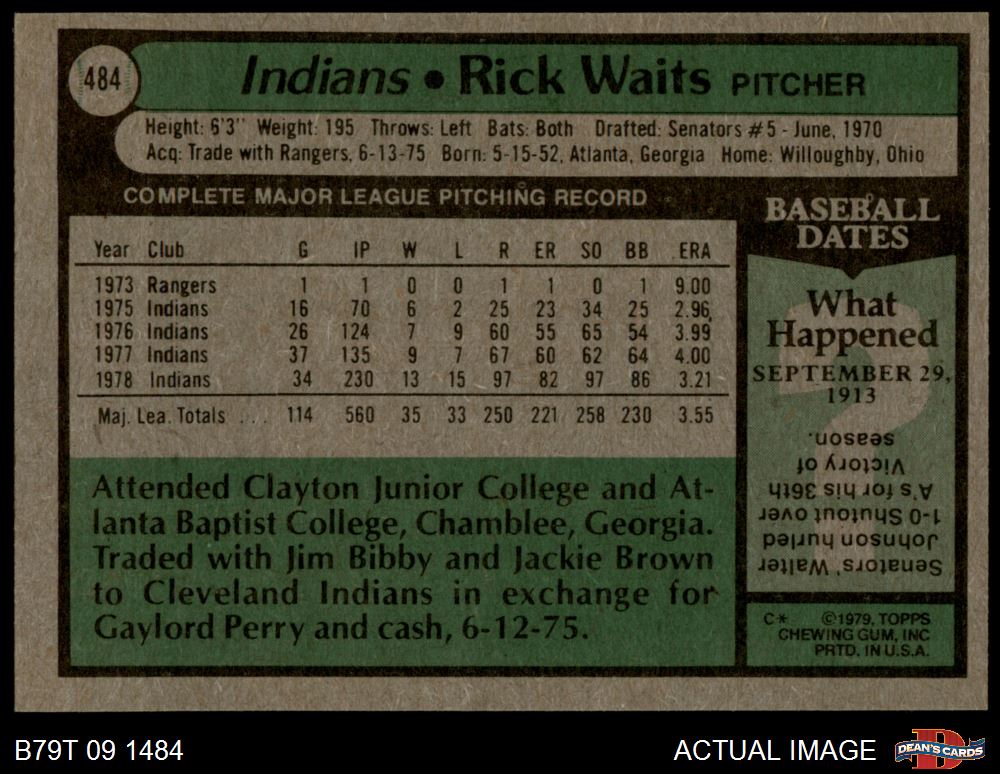 484
Indians • Rick Waits PITCHER
Height: 6'3" Weight: 195 Throws: Left Bats: Both Drafted: Senators #5 - June, 1970
Acq: Trade with Rangers, 6-13-75 Born: 5-15-52, Atlanta, Georgia Home: Willoughby, Ohio
COMPLETE MAJOR LEAGUE PITCHING RECORD
Year Club G IP W L R ER SO BB ERA
1973 Rangers 1 1 0 0 1 1 0 1 9.00
1975 Indians 16 70 6 2 25 23 34 25 2.96
1976 Indians 26 124 7 9 60 55 65 54 3.99
1977 Indians 37 135 9 7 67 60 62 64 4.00
1978 Indians 34 230 13 15 97 82 97 86 3.21
Maj. Lea. Totals ... 114 560 35 33 250 221 258 230 3.55
Attended Clayton Junior College and At-
lanta Baptist College, Chamblee, Georgia.
Traded with Jim Bibby and Jackie Brown
to Cleveland Indians in exchange for
Gaylord Perry and cash, 6-12-75.
BASEBALL
DATES
What
Happened
SEPTEMBER 29,
1913
Senators' Walter
Johnson hurled
1-0 Shutout over
A's for his 36th
Victory of
season.
C* ©1979, TOPPS
CHEWING GUM, INC
PRTD. IN U.S.A.
B79T 09 1484
ACTUAL IMAGE
D
DEAN'S CARDS